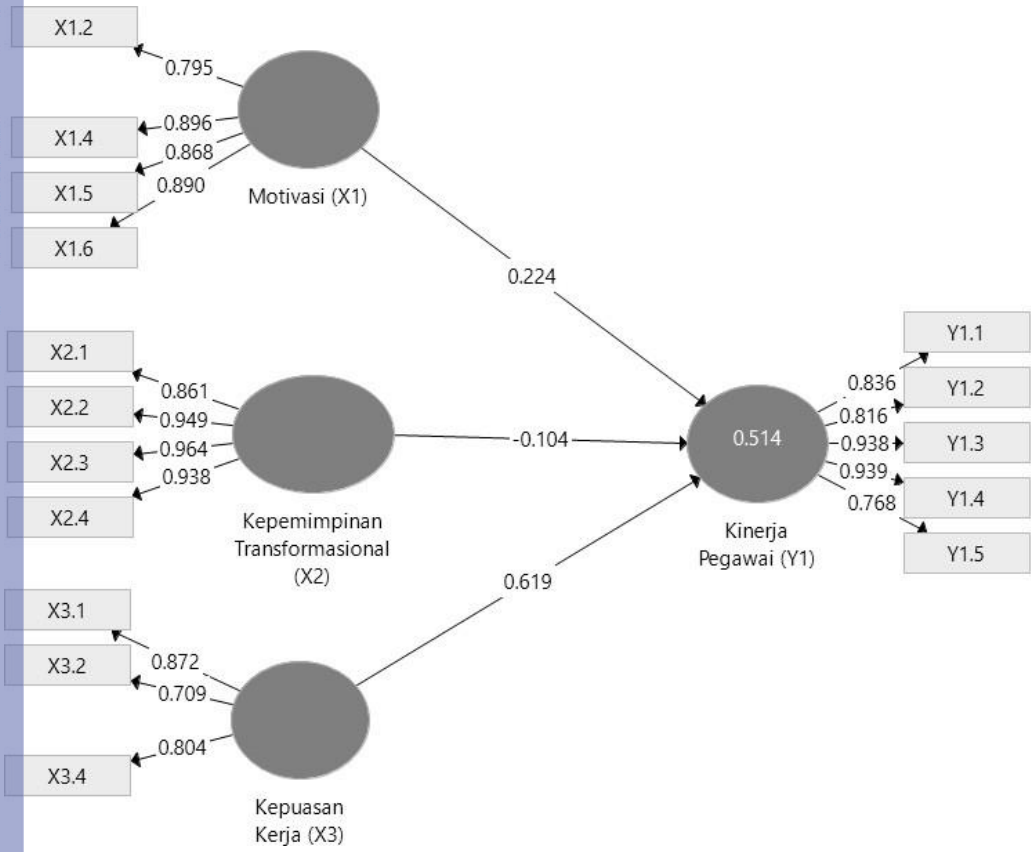 X1.2
0.795
X1.4
0.896
X1.5
0.868
0.890
X1.6
Motivasi (X1)
0.224
X2.1
0.861
X2.2
0.949
X2.3
0.964
0.938
X2.4
Kepemimpinan
Transformasional
(X2)
-0.104
0.514
Kinerja
Pegawai (Y1)
Y1.1
0.836
Y1.2
0.816
Y1.3
0.938
0.939
Y1.4
0.768
Y1.5
0.619
X3.1
0.872
X3.2
0.709
0.804
X3.4
Kepuasan
Kerja (X3)